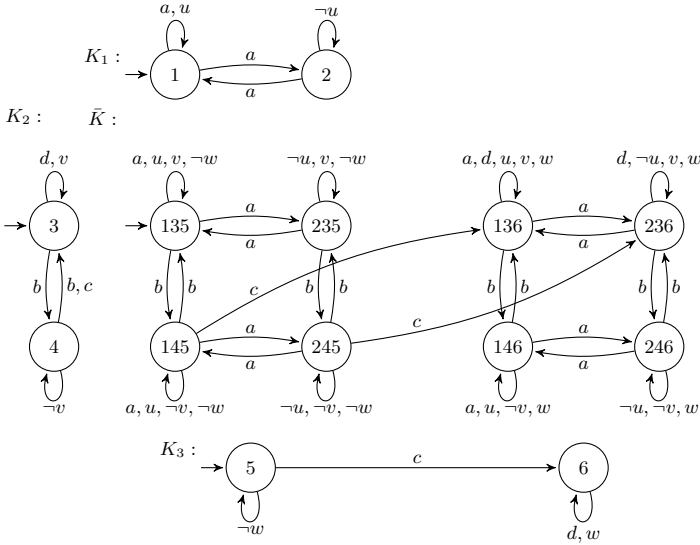 a, u ¬u
K₁ : 1 a 2
a
K₂ : K̄ :
d, v a, u, v, ¬w ¬u, v, ¬w a, d, u, v, w d, ¬u, v, w
3 135 a 235 136 a 236
a a
b b, c b b c b b b b b b
c
4 145 a 245 146 a 246
a a
¬v a, u, ¬v, ¬w ¬u, ¬v, ¬w a, u, ¬v, w ¬u, ¬v, w
K₃ : 5 c 6
¬w d, w